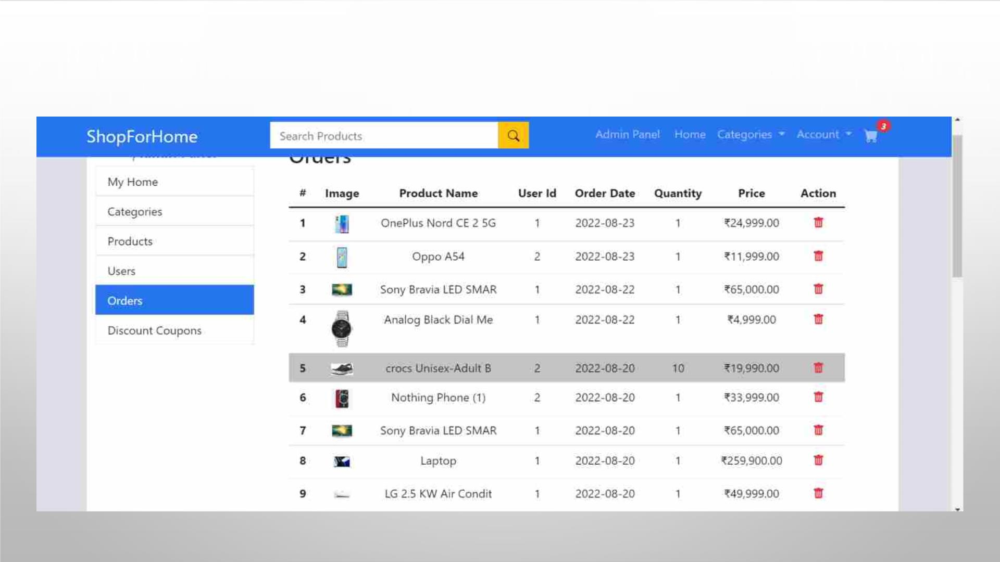 ShopForHome Search Products Admin Panel Home Categories Account 3
Orders
My Home
Categories
Products
Users
Orders
Discount Coupons
# Image Product Name User Id Order Date Quantity Price Action
1 OnePlus Nord CE 2 5G 1 2022-08-23 1 ₹24,999.00
2 Oppo A54 2 2022-08-23 1 ₹11,999.00
3 Sony Bravia LED SMAR 1 2022-08-22 1 ₹65,000.00
4 Analog Black Dial Me 1 2022-08-22 1 ₹4,999.00
5 crocs Unisex-Adult B 2 2022-08-20 10 ₹19,990.00
6 Nothing Phone (1) 2 2022-08-20 1 ₹33,999.00
7 Sony Bravia LED SMAR 1 2022-08-20 1 ₹65,000.00
8 Laptop 1 2022-08-20 1 ₹259,900.00
9 LG 2.5 KW Air Condit 1 2022-08-20 1 ₹49,999.00